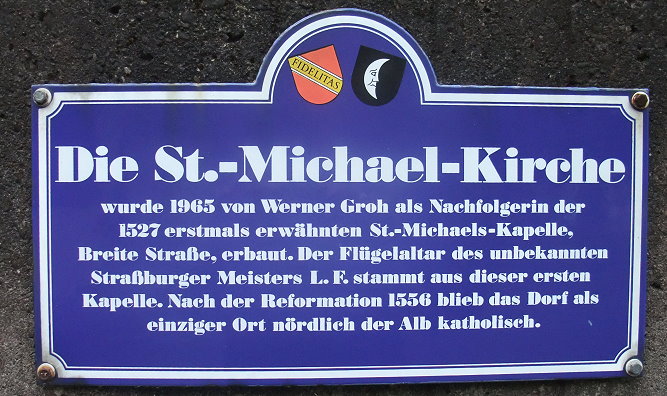 FIDELITAS
Die St.-Michael-Kirche
wurde 1965 von Werner Groh als Nachfolgerin der
1527 erstmals erwähnten St.-Michaels-Kapelle,
Breite Straße, erbaut. Der Flügelaltar des unbekannten
Straßburger Meisters L. F. stammt aus dieser ersten
Kapelle. Nach der Reformation 1556 blieb das Dorf als
einziger Ort nördlich der Alb katholisch.